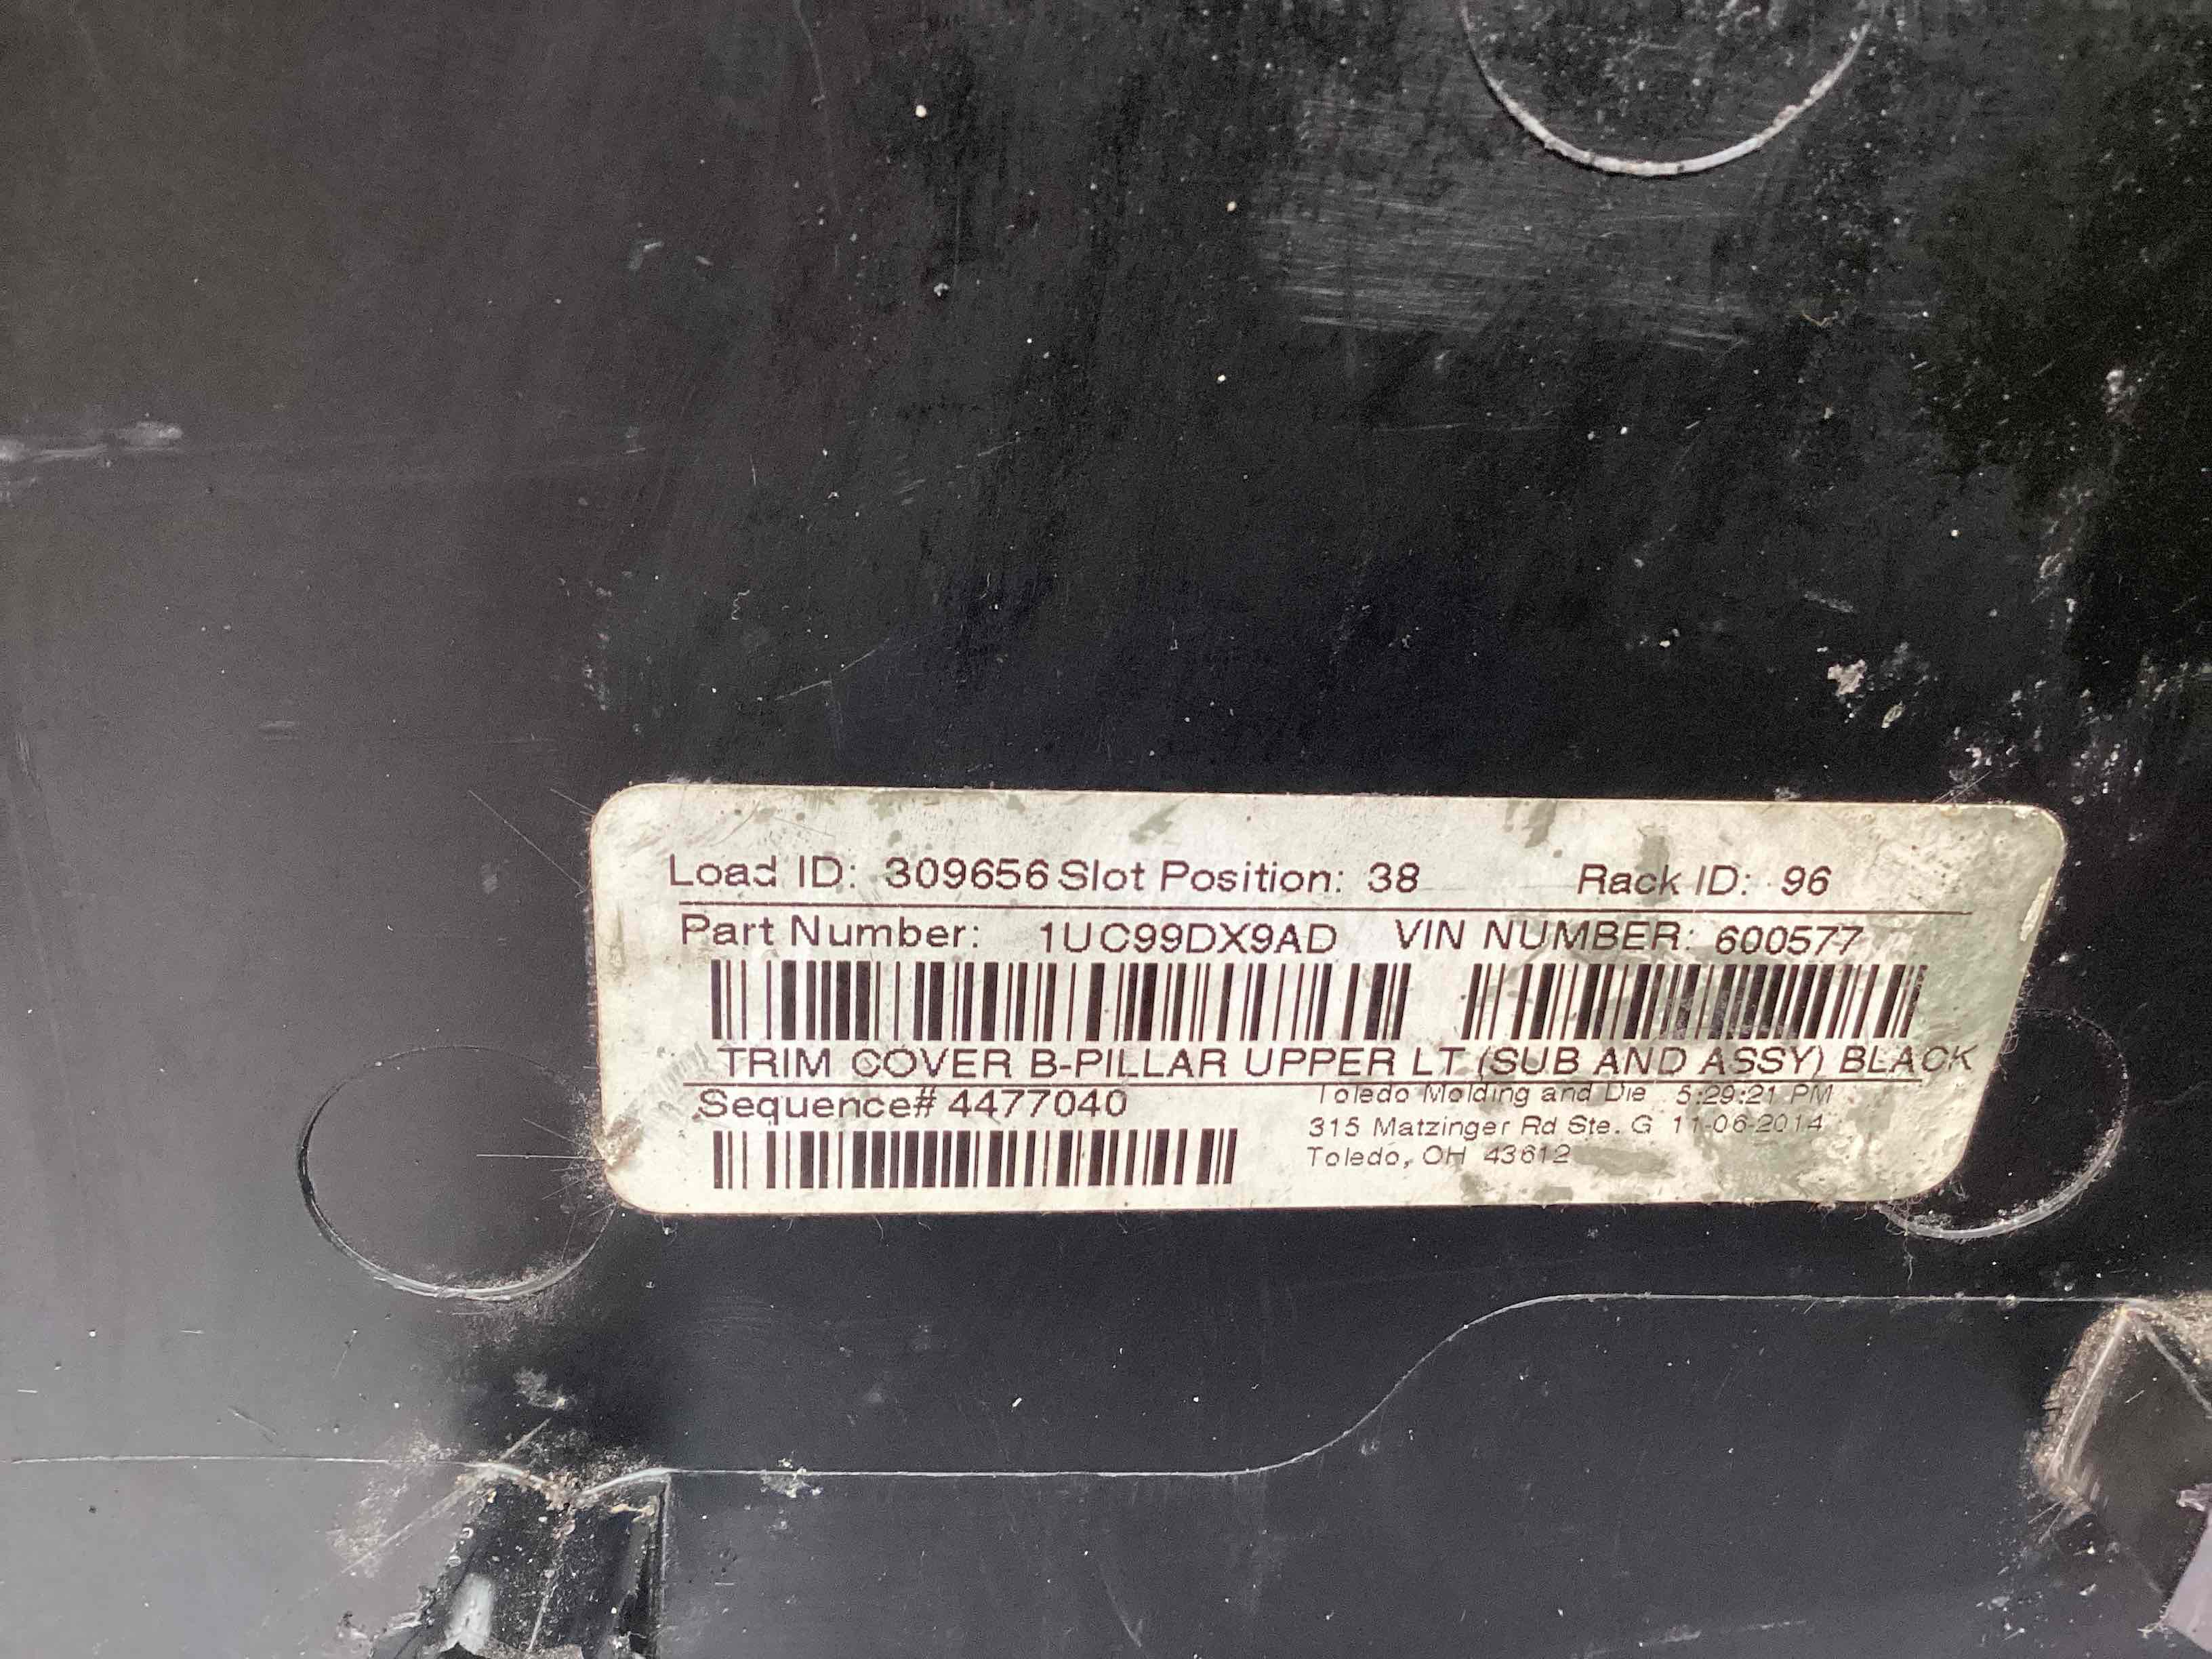 Load ID: 309656 Slot Position: 38 Rack ID: 96
Part Number: 1UC99DX9AD VIN NUMBER: 600577
TRIM COVER B-PILLAR UPPER LT (SUB AND ASSY) BLACK
Sequence# 4477040
Toledo Molding and Die 5:29:21 PM
315 Matzinger Rd Ste. G 11-06-2014
Toledo, OH 43612